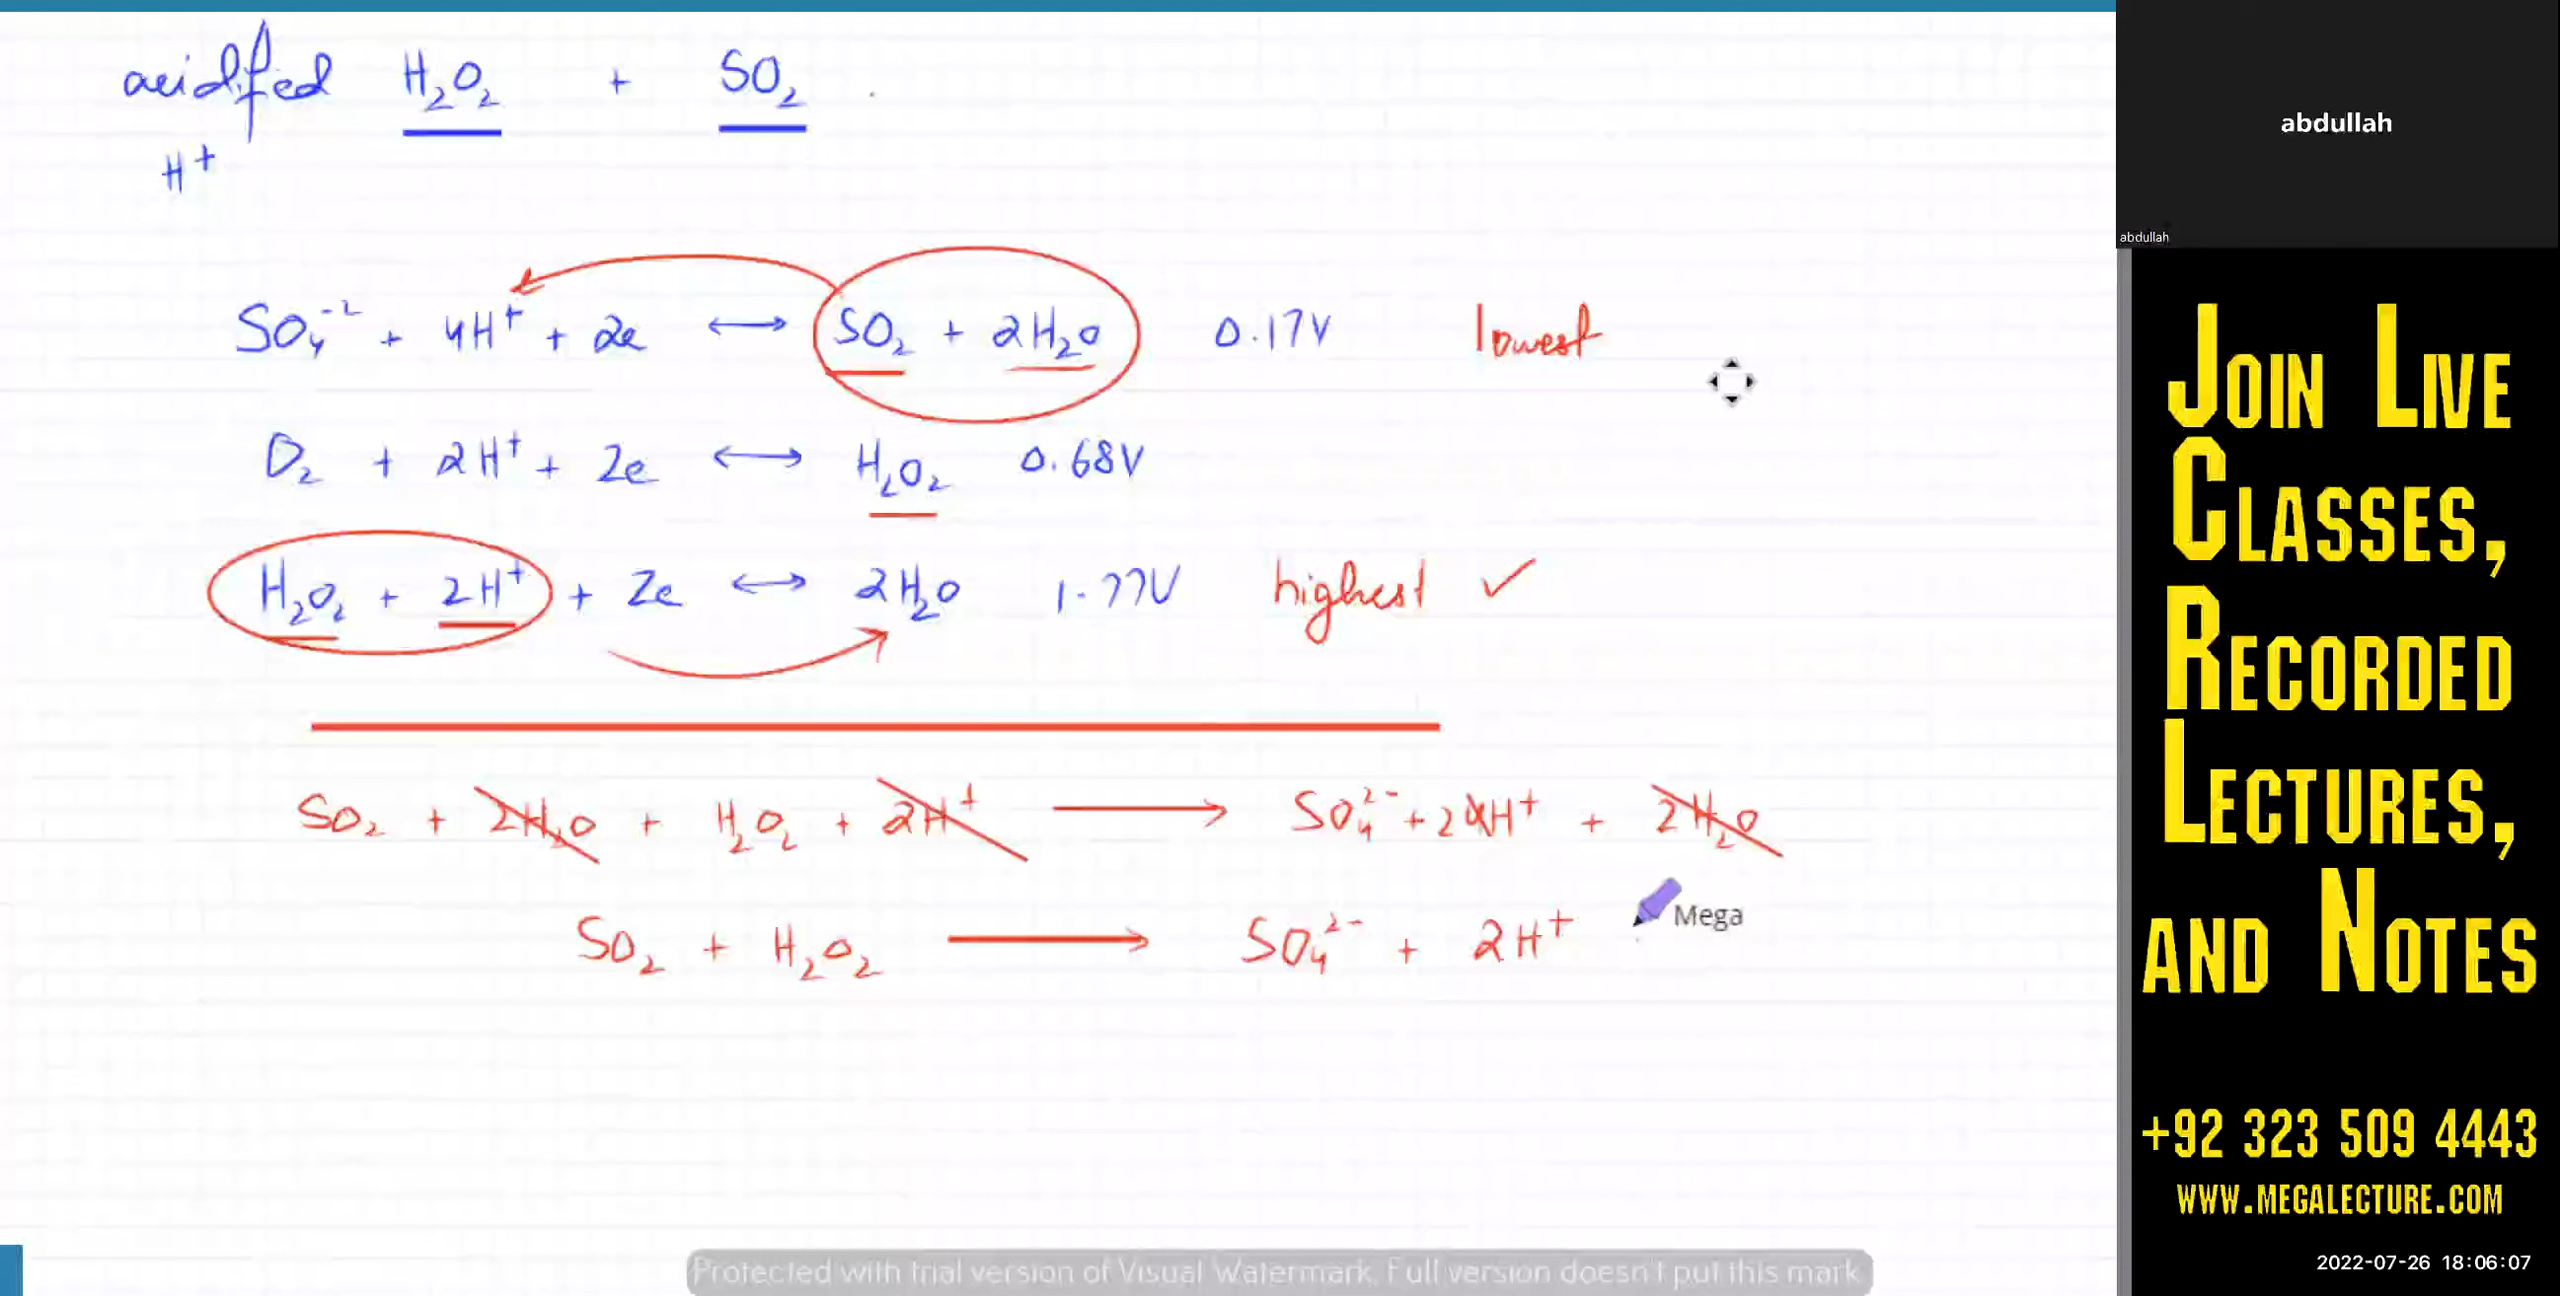 acidified H₂O₂ + SO₂ .
H⁺
SO₄⁻² + 4H⁺ + 2e ⟷ SO₂ + 2H₂O 0.17V lowest
O₂ + 2H⁺ + 2e ⟷ H₂O₂ 0.68V
H₂O₂ + 2H⁺ + 2e ⟷ 2H₂O 1.77V highest ✓
SO₂ + 2H₂O + H₂O₂ + 2H⁺ ⟶ SO₄²⁻ + 2 4H⁺ + 2H₂O
SO₂ + H₂O₂ ⟶ SO₄²⁻ + 2H⁺
Mega
Protected with trial version of Visual Watermark. Full version doesn't put this mark
abdullah
abdullah
JOIN LIVE
CLASSES,
RECORDED
LECTURES,
AND NOTES
+92 323 509 4443
WWW.MEGALECTURE.COM
2022-07-26 18:06:07